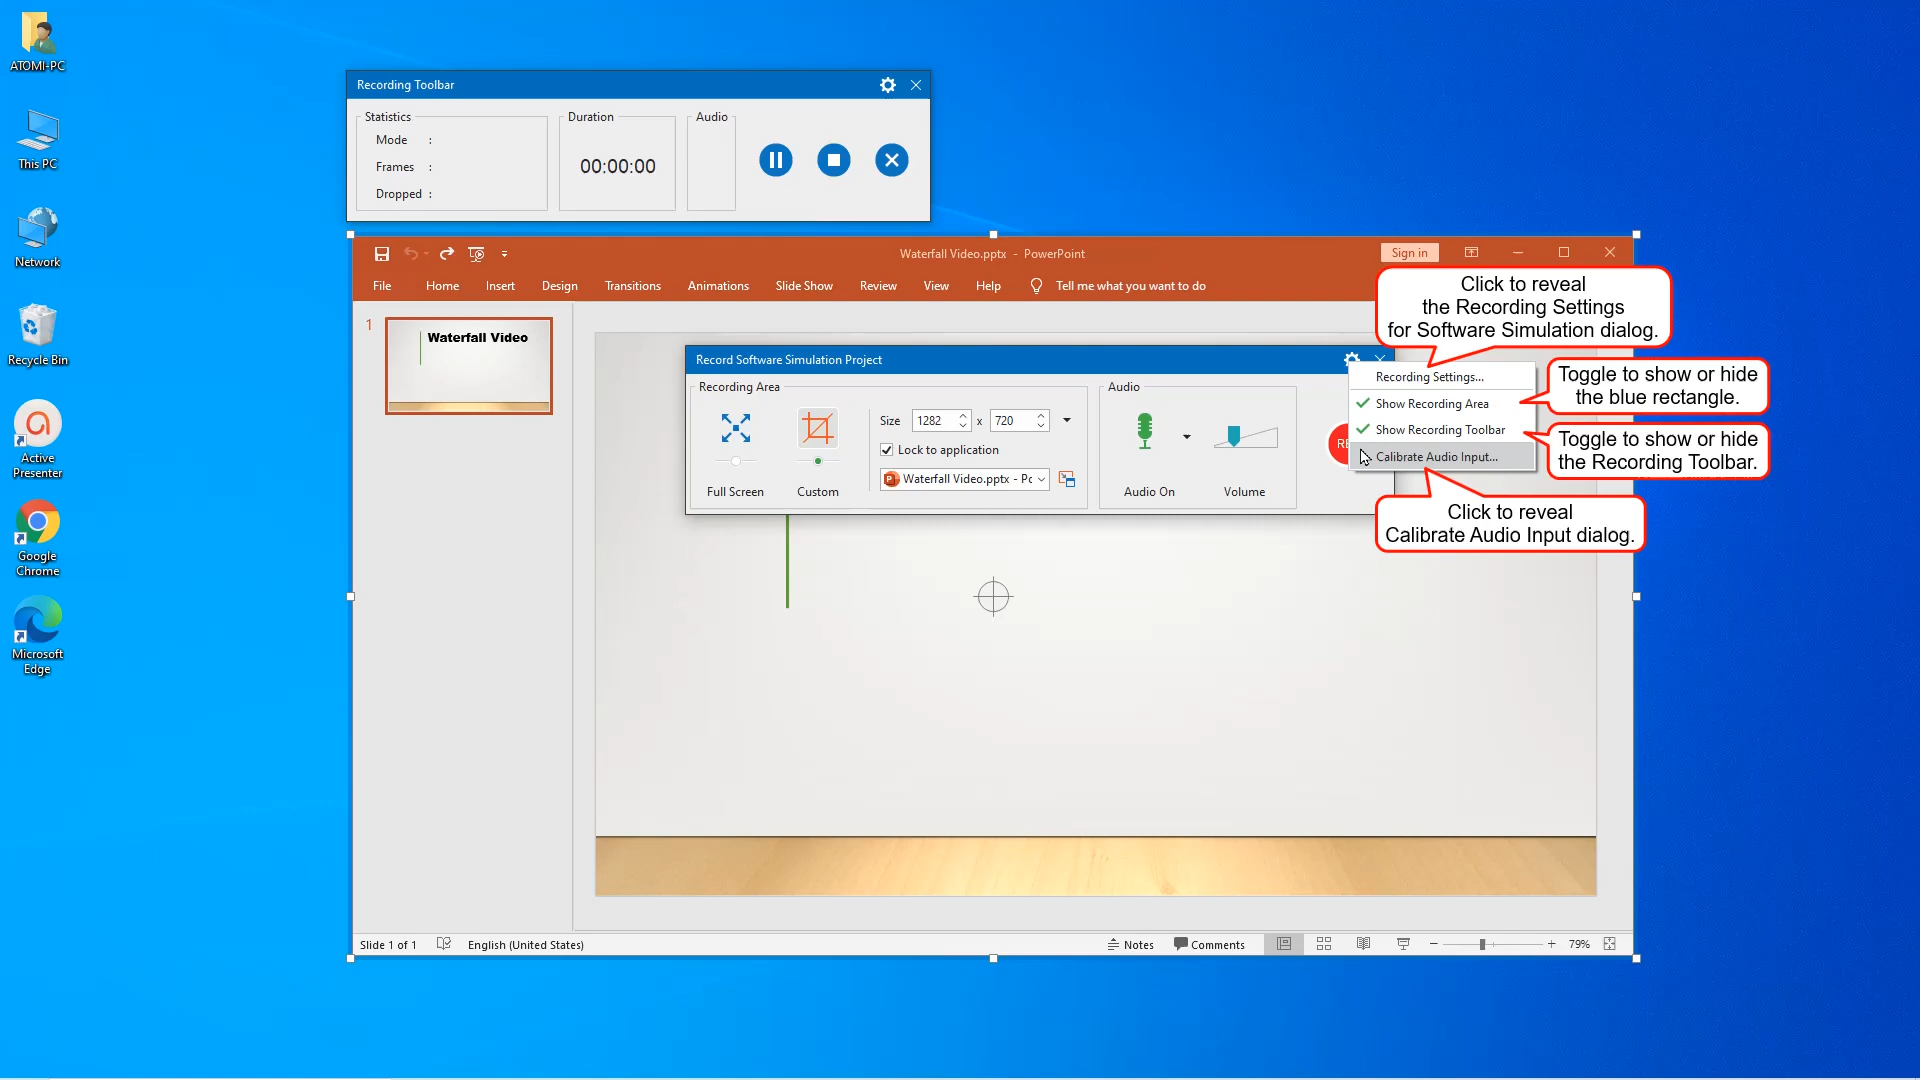 ATOMI-PC
This PC
Network
Recycle Bin
Active
Presenter
Google
Chrome
Microsoft
Edge
Recording Toolbar
Statistics
Mode :
Frames :
Dropped :
Duration
00:00:00
Audio
Waterfall Video.pptx - PowerPoint
Sign in
File Home Insert Design Transitions Animations Slide Show Review View Help Tell me what you want to do
1
Waterfall Video
Record Software Simulation Project
Recording Area
Full Screen
Custom
Size 1282 x 720
Lock to application
Waterfall Video.pptx - Pc
Audio
Audio On
Volume
RE
Recording Settings...
Show Recording Area
Show Recording Toolbar
Calibrate Audio Input...
Click to reveal
the Recording Settings
for Software Simulation dialog.
Toggle to show or hide
the blue rectangle.
Toggle to show or hide
the Recording Toolbar.
Click to reveal
Calibrate Audio Input dialog.
Slide 1 of 1 English (United States) Notes Comments 79%